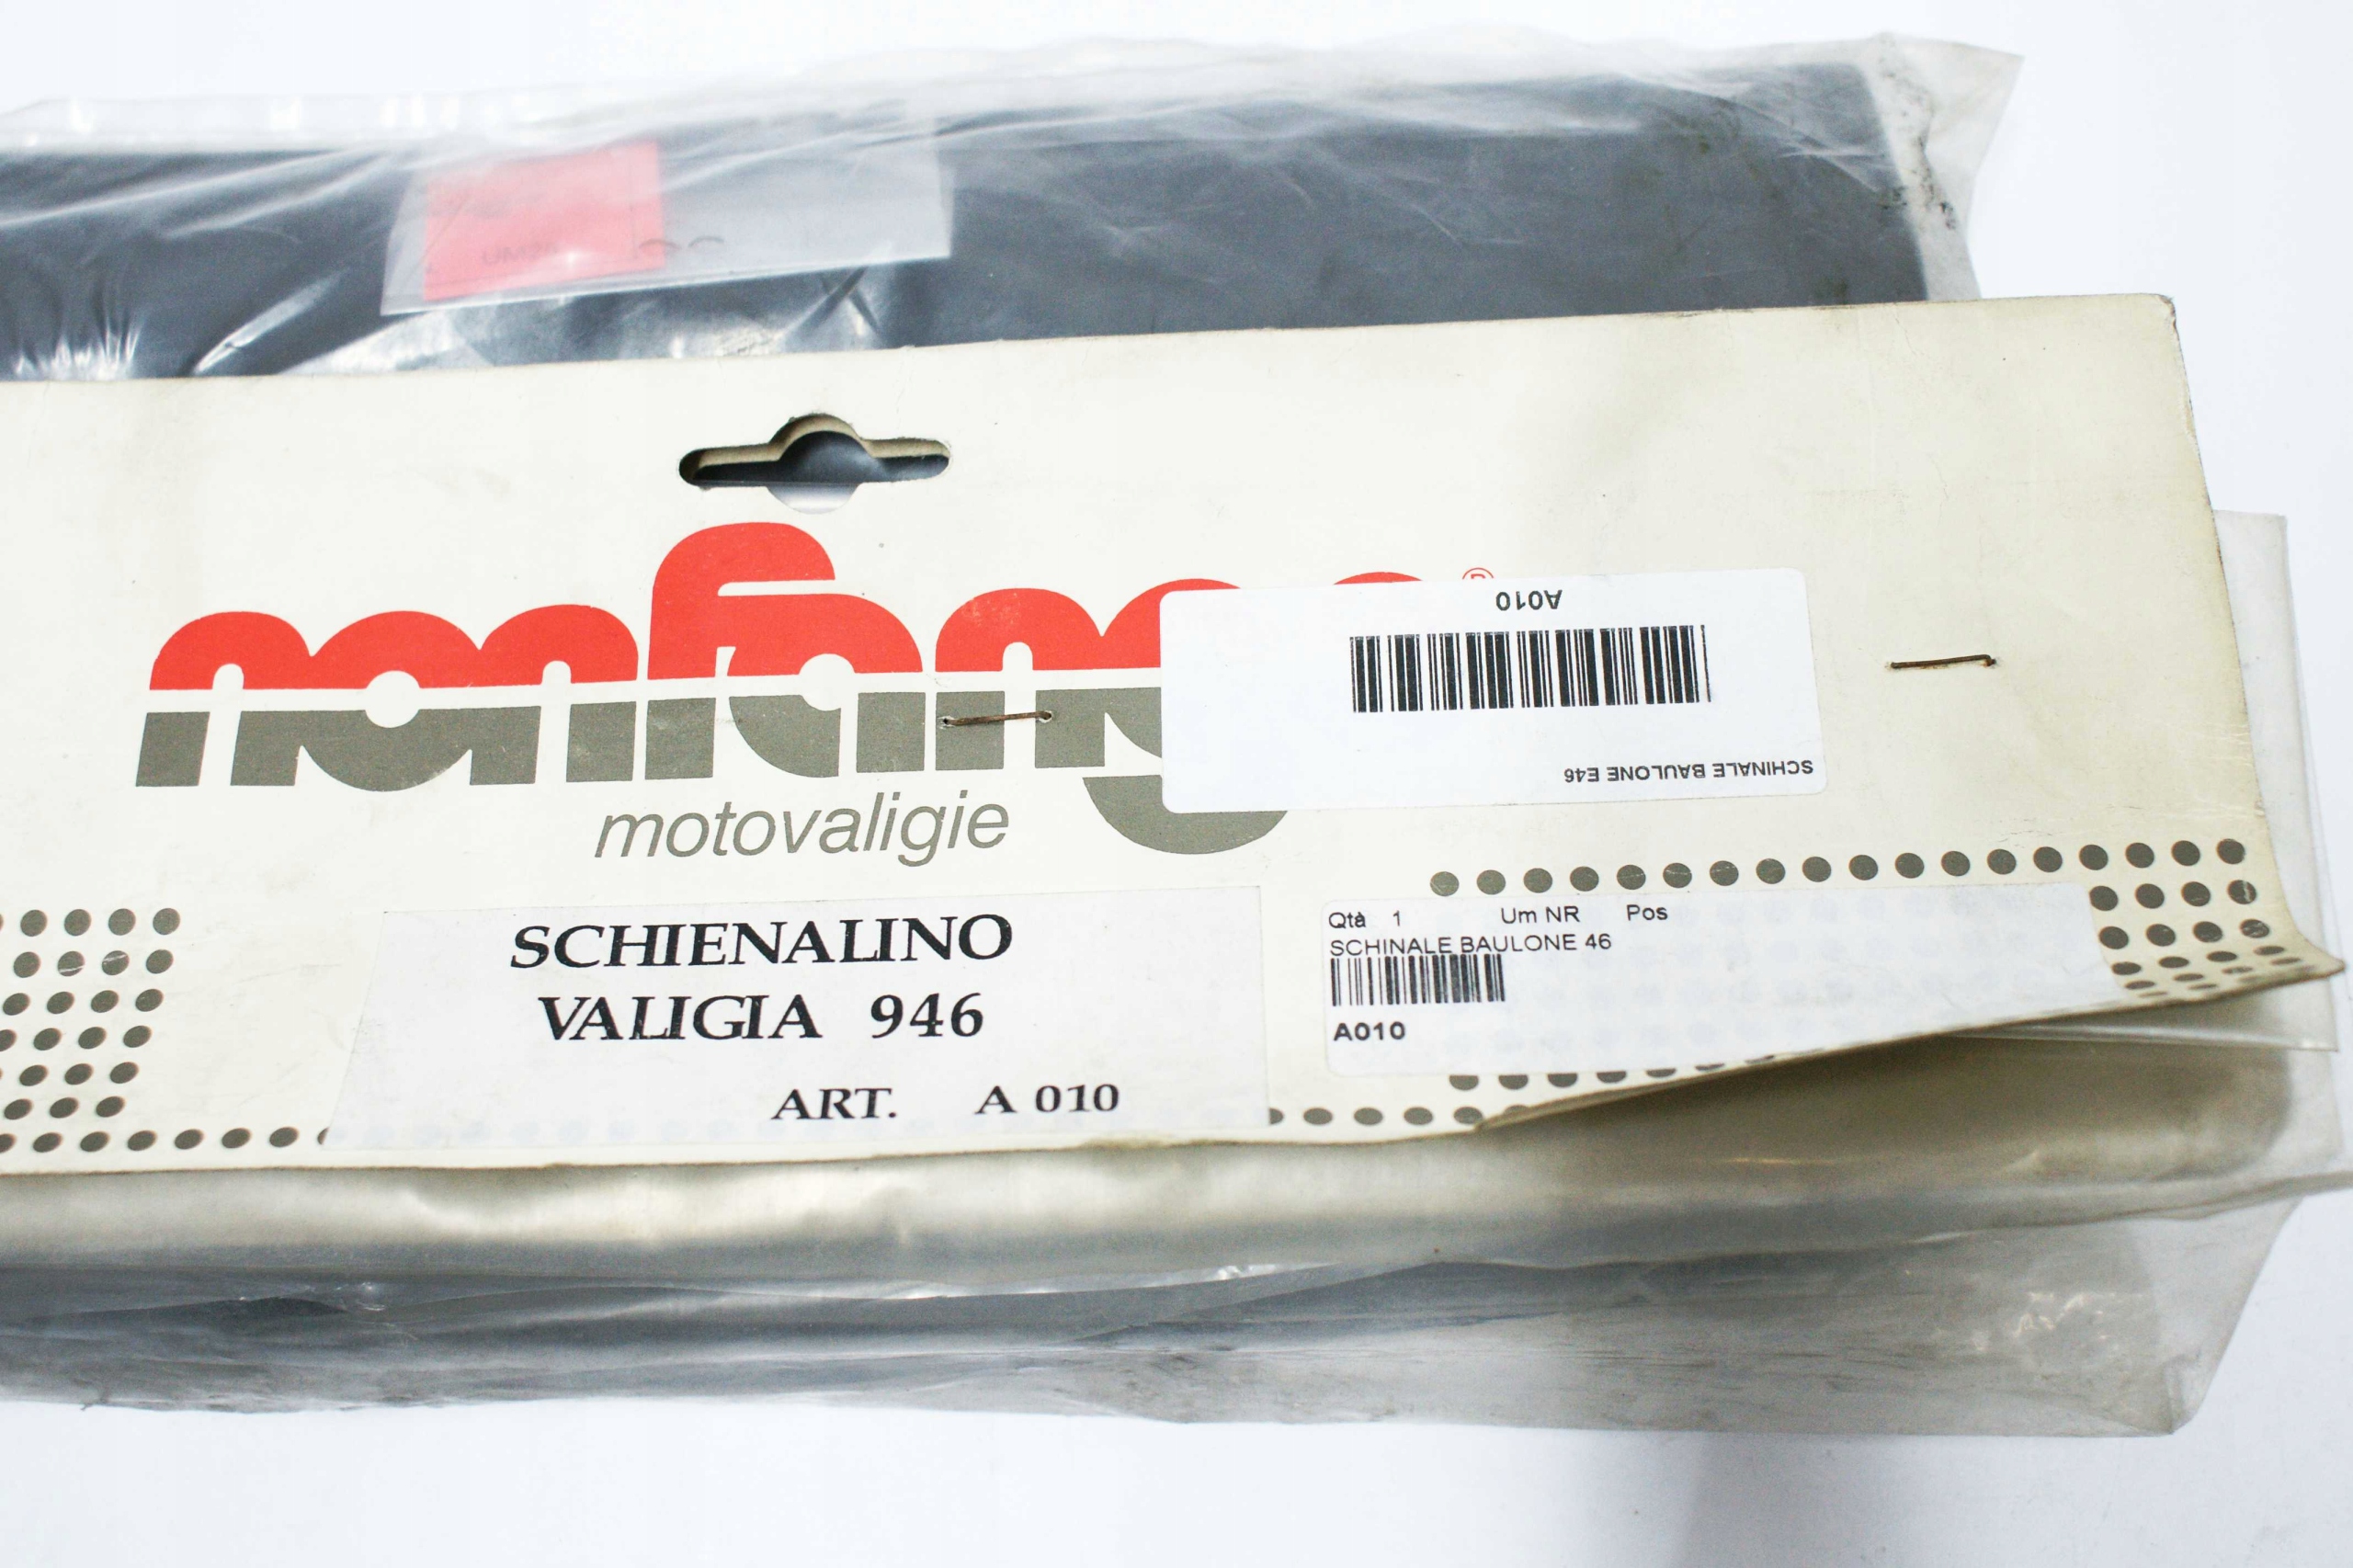 nonfang
®
A010
SCHINALE BAULONE E46
motovaligie
SCHIENALINO
VALIGIA 946
ART. A 010
Qtà 1 Um NR Pos
SCHINALE BAULONE 46
A010